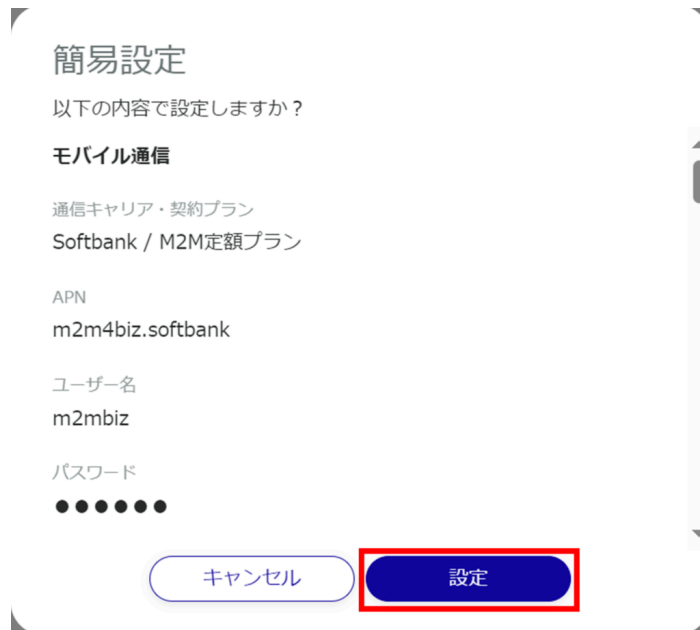 簡易設定
以下の内容で設定しますか？
モバイル通信
通信キャリア・契約プラン
Softbank / M2M定額プラン
APN
m2m4biz.softbank
ユーザー名
m2mbiz
パスワード
●●●●●●
キャンセル
設定